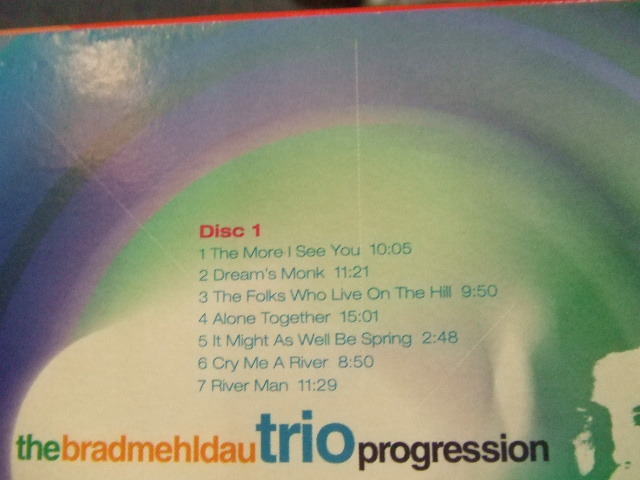 Disc 1
1 The More I See You 10:05
2 Dream's Monk 11:21
3 The Folks Who Live On The Hill 9:50
4 Alone Together 15:01
5 It Might As Well Be Spring 2:48
6 Cry Me A River 8:50
7 River Man 11:29
thebradmehldautrioprogression